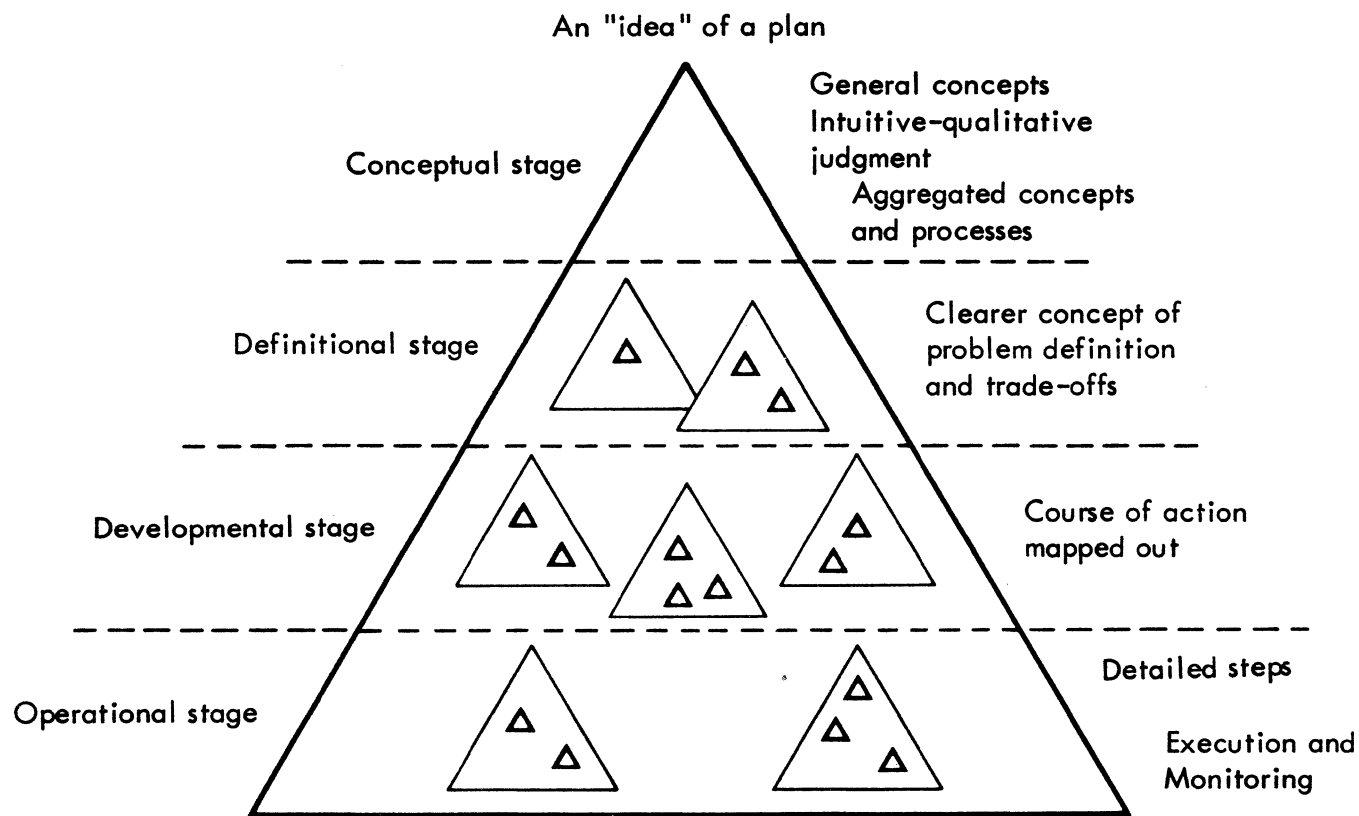 An "idea" of a plan
General concepts
Intuitive-qualitative
judgment
Conceptual stage
Aggregated concepts
and processes
Definitional stage
Clearer concept of
problem definition
and trade-offs
Developmental stage
Course of action
mapped out
Operational stage
Detailed steps
Execution and
Monitoring